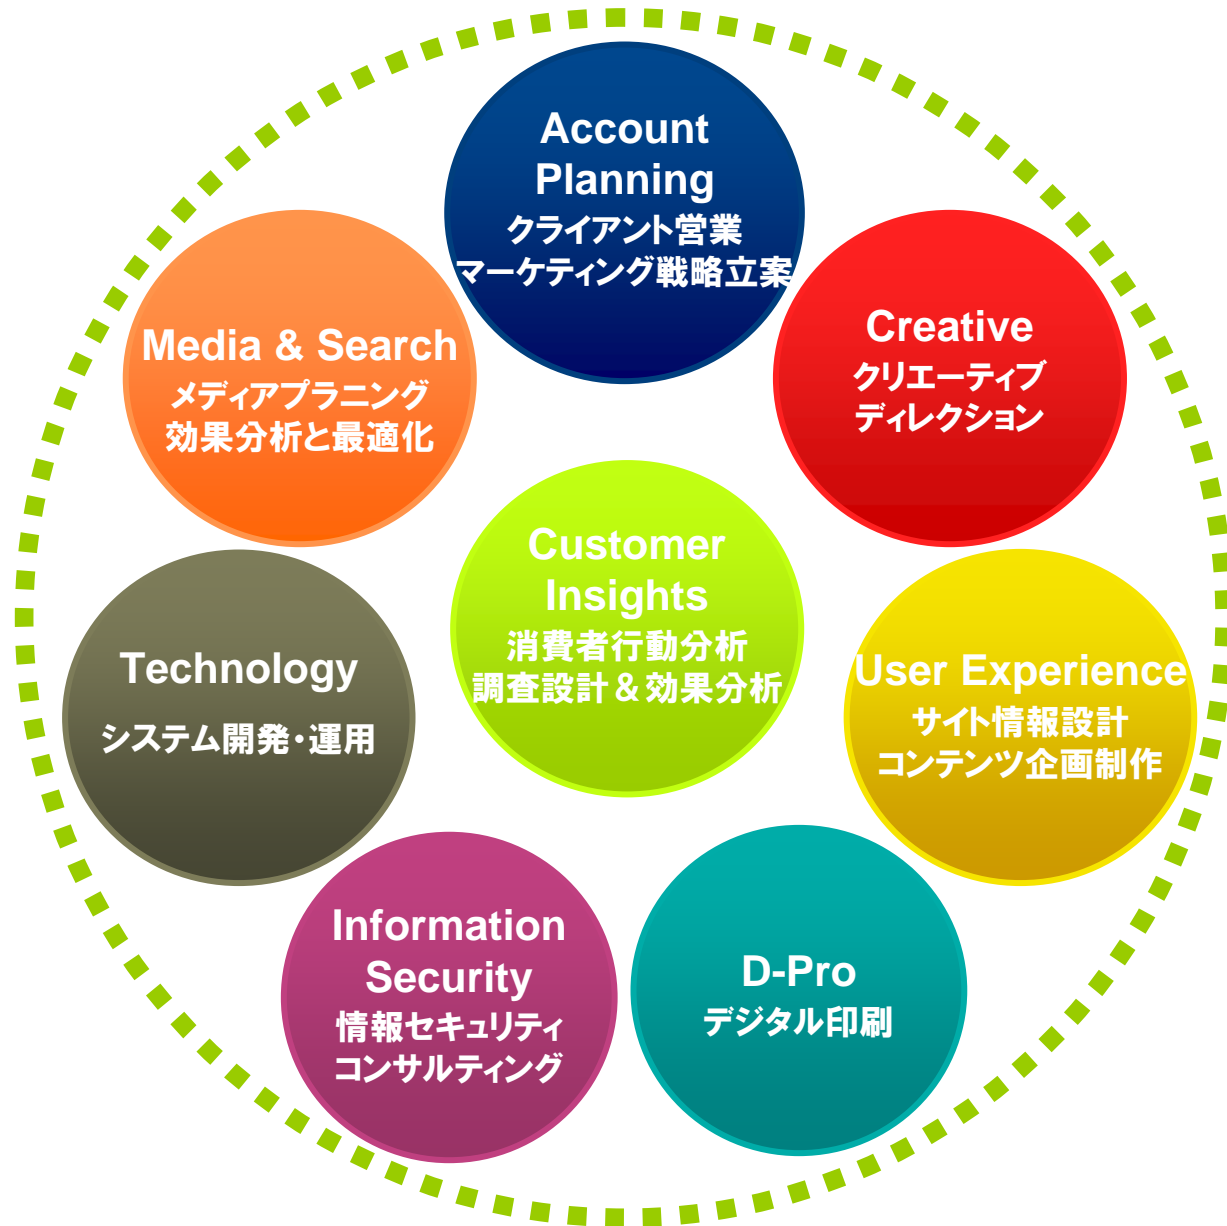 Account
Planning
クライアント営業
マーケティング戦略立案
Media & Search
メディアプラニング
効果分析と最適化
Creative
クリエーティブ
ディレクション
Customer
Insights
消費者行動分析
調査設計＆効果分析
Technology
システム開発・運用
User Experience
サイト情報設計
コンテンツ企画制作
Information
Security
情報セキュリティ
コンサルティング
D-Pro
デジタル印刷